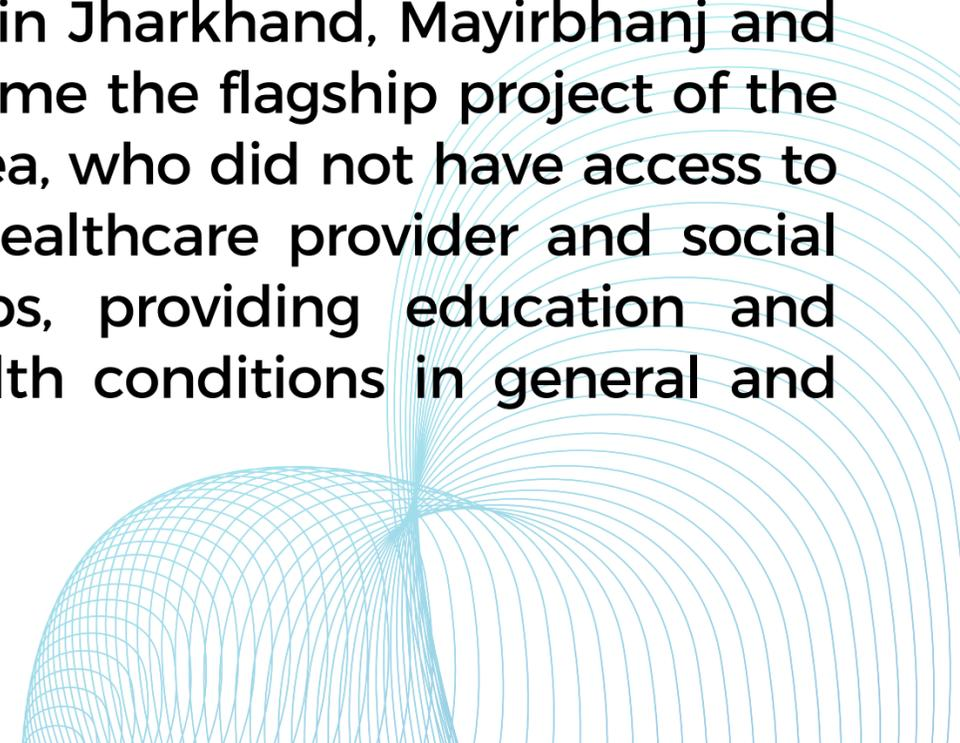 in Jharkhand, Mayirbhanj and
me the flagship project of the
ea, who did not have access to
ealthcare provider and social
os, providing education and
lth conditions in general and